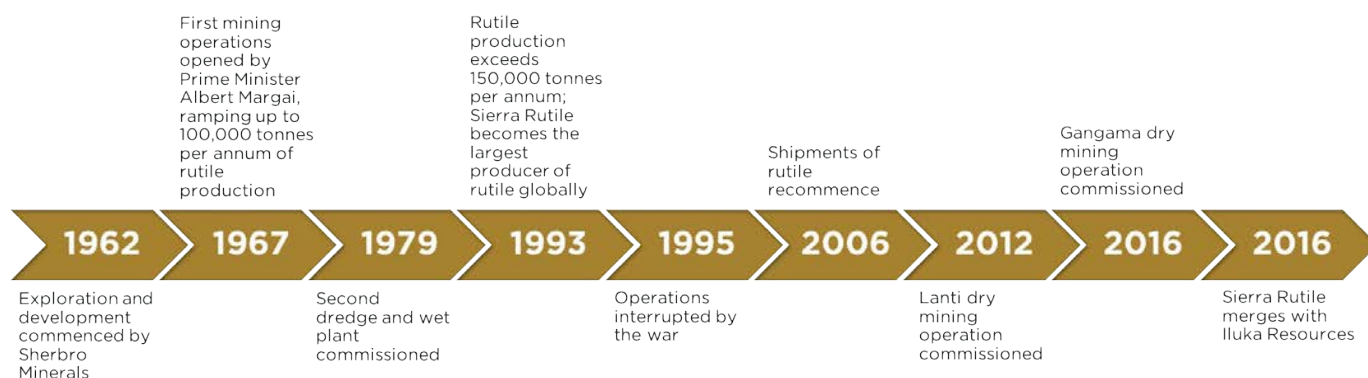 First mining
operations
opened by
Prime Minister
Albert Margai,
ramping up to
100,000 tonnes
per annum of
rutile
production
Rutile
production
exceeds
150,000 tonnes
per annum;
Sierra Rutile
becomes the
largest
producer of
rutile globally
Shipments of
rutile
recommence
Gangama dry
mining
operation
commissioned
1962 1967 1979 1993 1995 2006 2012 2016 2016
Exploration and
development
commenced by
Sherbro
Minerals
Second
dredge and wet
plant
commissioned
Operations
interrupted by
the war
Lanti dry
mining
operation
commissioned
Sierra Rutile
merges with
Iluka Resources